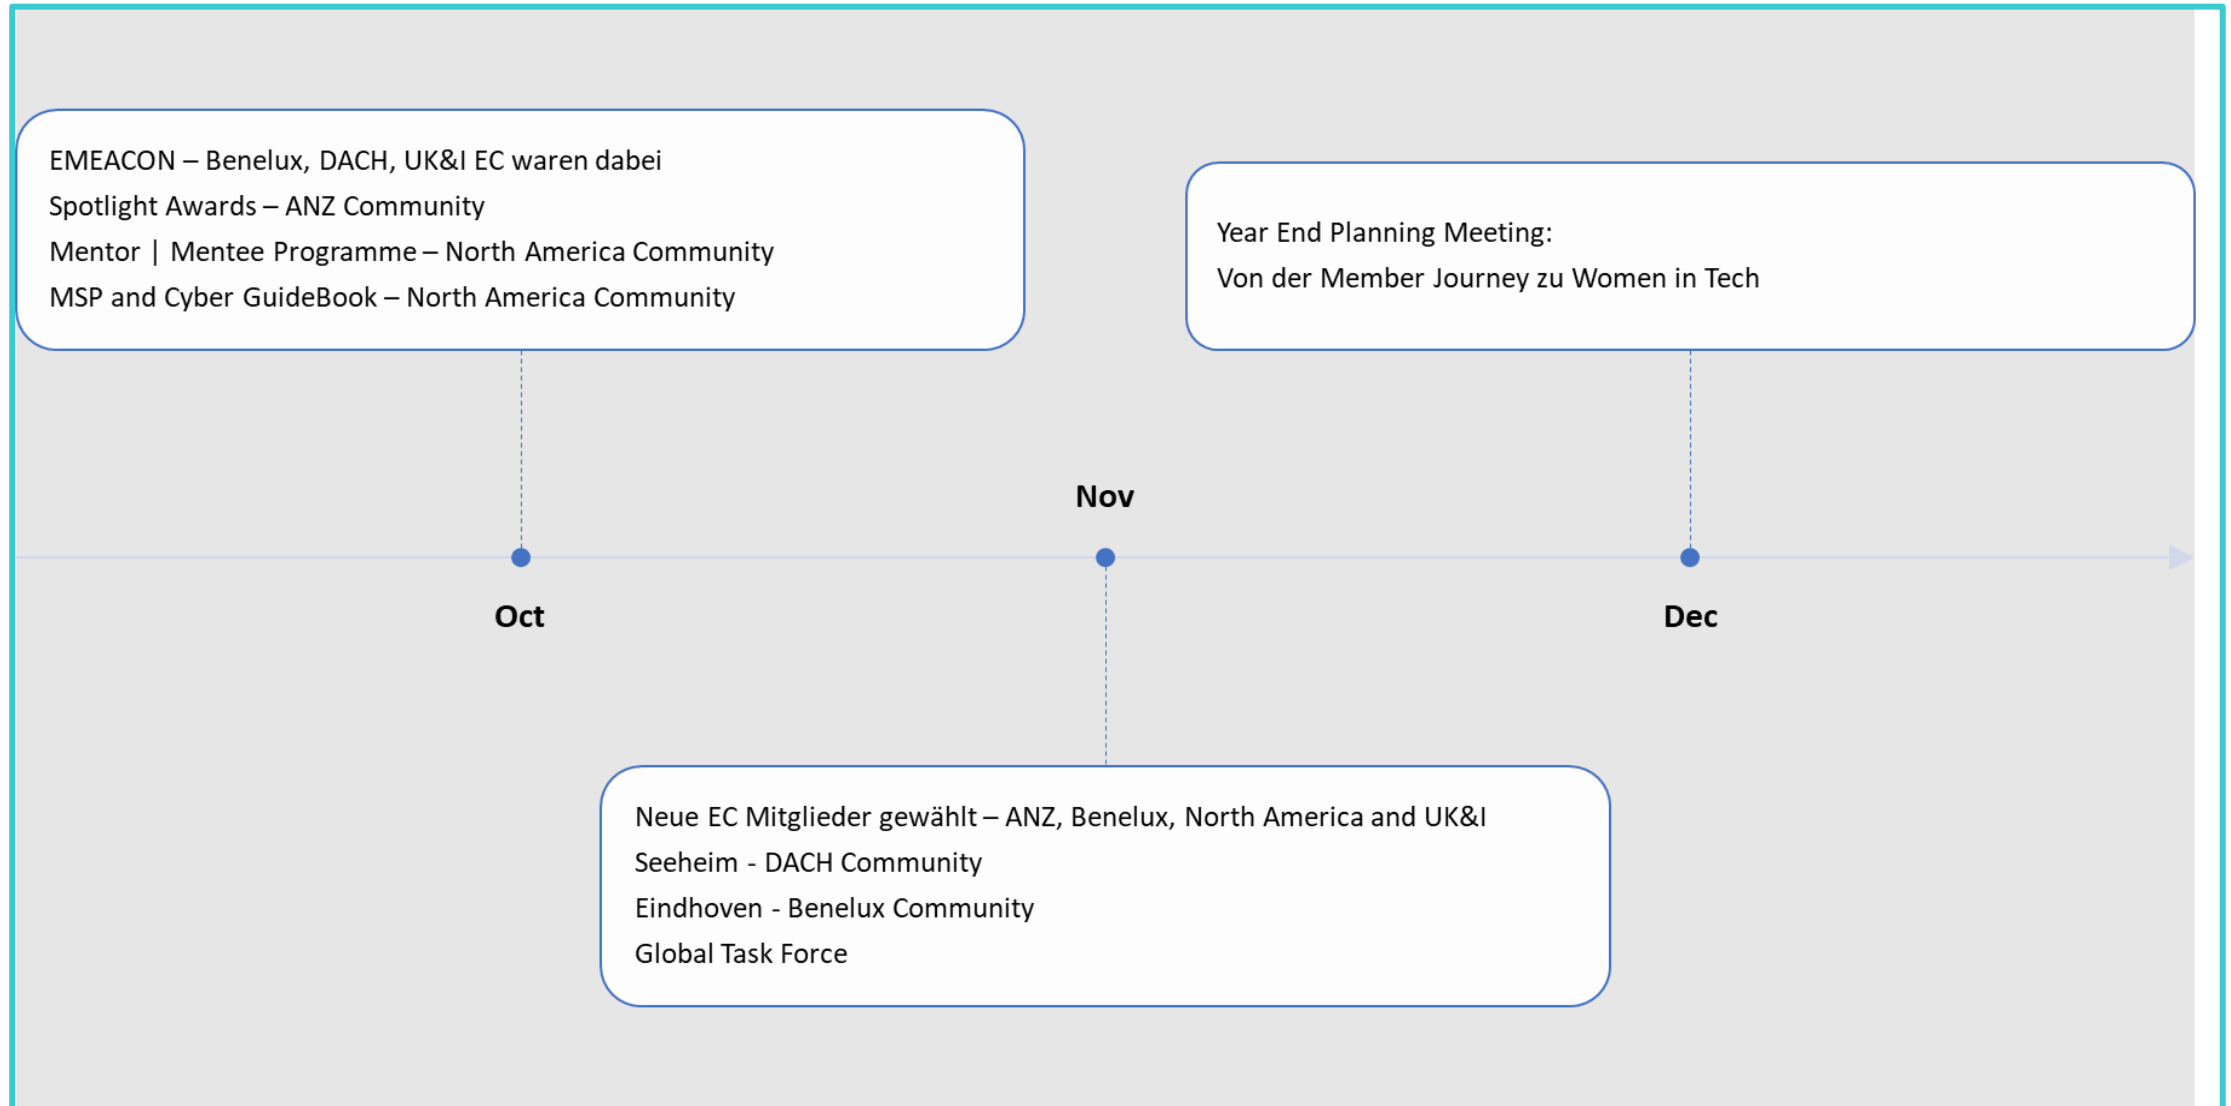 EMEACON – Benelux, DACH, UK&I EC waren dabei
Spotlight Awards – ANZ Community
Mentor | Mentee Programme – North America Community
MSP and Cyber GuideBook – North America Community
Year End Planning Meeting:
Von der Member Journey zu Women in Tech
Nov
Oct
Dec
Neue EC Mitglieder gewählt – ANZ, Benelux, North America and UK&I
Seeheim - DACH Community
Eindhoven - Benelux Community
Global Task Force